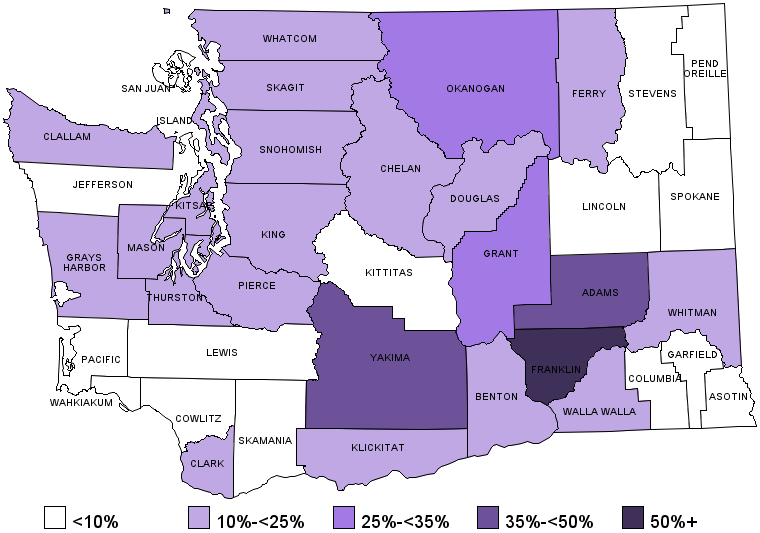 WHATCOM
PEND
OREILLE
SAN JUAN
SKAGIT
OKANOGAN
FERRY
STEVENS
ISLAND
CLALLAM
SNOHOMISH
CHELAN
JEFFERSON
DOUGLAS
SPOKANE
KITSAP
LINCOLN
KING
MASON
GRANT
GRAYS
HARBOR
KITTITAS
PIERCE
ADAMS
THURSTON
WHITMAN
LEWIS
PACIFIC
YAKIMA
GARFIELD
FRANKLIN
COLUMBIA
BENTON
ASOTIN
WAHKIAKUM
COWLITZ
WALLA WALLA
SKAMANIA
KLICKITAT
CLARK
<10% 10%-<25% 25%-<35% 35%-<50% 50%+